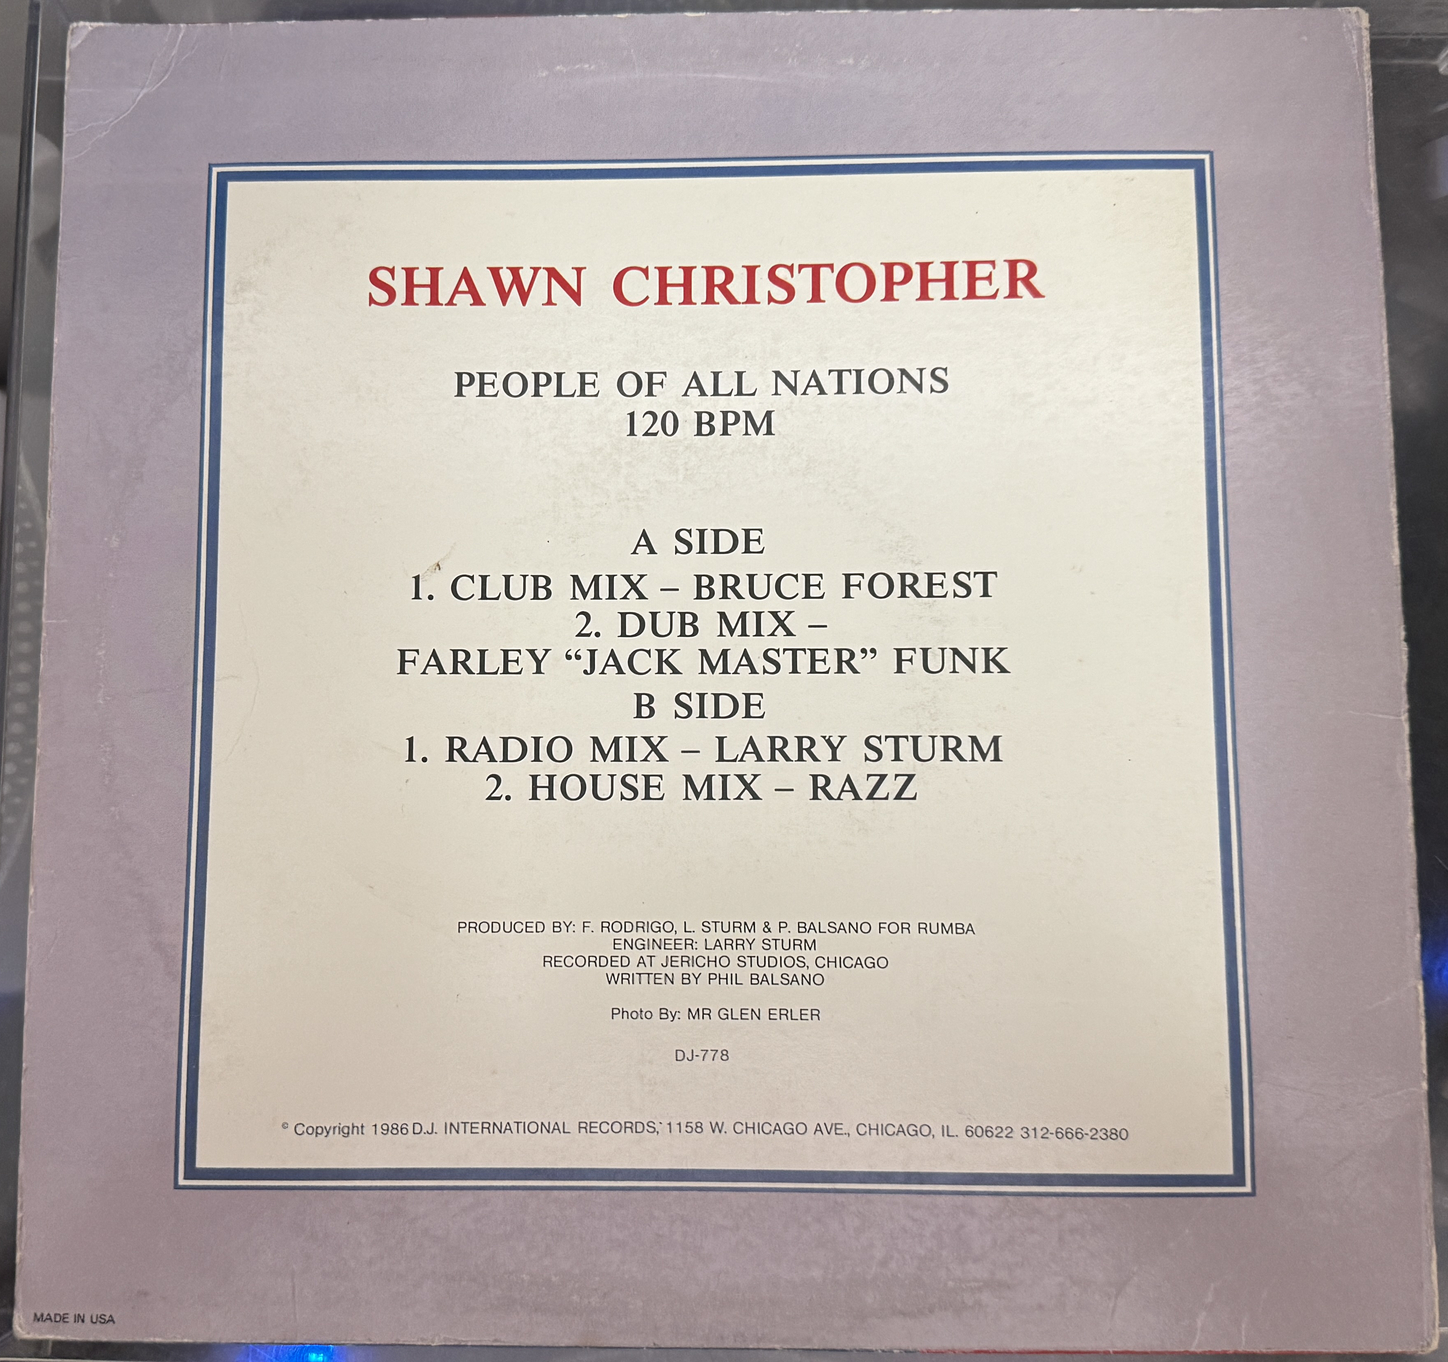 SHAWN CHRISTOPHER
PEOPLE OF ALL NATIONS
120 BPM
A SIDE
1. CLUB MIX – BRUCE FOREST
2. DUB MIX –
FARLEY “JACK MASTER” FUNK
B SIDE
1. RADIO MIX – LARRY STURM
2. HOUSE MIX – RAZZ
PRODUCED BY: F. RODRIGO, L. STURM & P. BALSANO FOR RUMBA
ENGINEER: LARRY STURM
RECORDED AT JERICHO STUDIOS, CHICAGO
WRITTEN BY PHIL BALSANO
Photo By: MR GLEN ERLER
DJ-778
© Copyright 1986 D.J. INTERNATIONAL RECORDS, 1158 W. CHICAGO AVE., CHICAGO, IL. 60622 312-666-2380
MADE IN USA